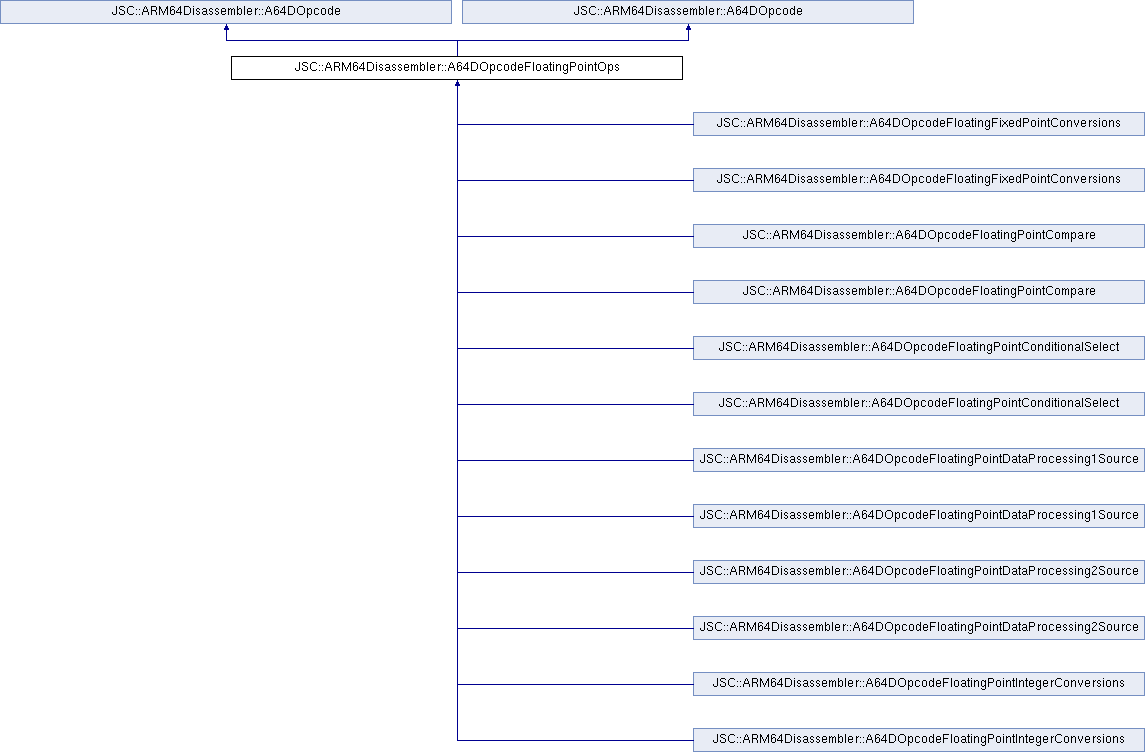 JSC::ARM64Disassembler::A64DOpcode
JSC::ARM64Disassembler::A64DOpcode
JSC::ARM64Disassembler::A64DOpcodeFloatingPointOps
JSC::ARM64Disassembler::A64DOpcodeFloatingFixedPointConversions
JSC::ARM64Disassembler::A64DOpcodeFloatingFixedPointConversions
JSC::ARM64Disassembler::A64DOpcodeFloatingPointCompare
JSC::ARM64Disassembler::A64DOpcodeFloatingPointCompare
JSC::ARM64Disassembler::A64DOpcodeFloatingPointConditionalSelect
JSC::ARM64Disassembler::A64DOpcodeFloatingPointConditionalSelect
JSC::ARM64Disassembler::A64DOpcodeFloatingPointDataProcessing1Source
JSC::ARM64Disassembler::A64DOpcodeFloatingPointDataProcessing1Source
JSC::ARM64Disassembler::A64DOpcodeFloatingPointDataProcessing2Source
JSC::ARM64Disassembler::A64DOpcodeFloatingPointDataProcessing2Source
JSC::ARM64Disassembler::A64DOpcodeFloatingPointIntegerConversions
JSC::ARM64Disassembler::A64DOpcodeFloatingPointIntegerConversions